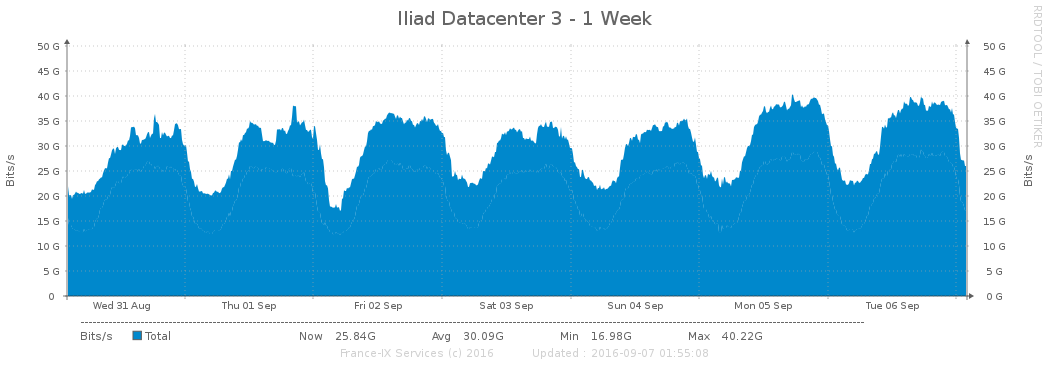 Iliad Datacenter 3 - 1 Week
RRDTOOL / TOBI OETIKER
50 G 50 G
45 G 45 G
40 G 40 G
35 G 35 G
30 G 30 G
25 G 25 G
20 G 20 G
15 G 15 G
10 G 10 G
5 G 5 G
0 0 G
Bits/s
Bits/s
Wed 31 Aug Thu 01 Sep Fri 02 Sep Sat 03 Sep Sun 04 Sep Mon 05 Sep Tue 06 Sep
Bits/s Total Now 25.84G Avg 30.09G Min 16.98G Max 40.22G
France-IX Services (c) 2016 Updated : 2016-09-07 01:55:08